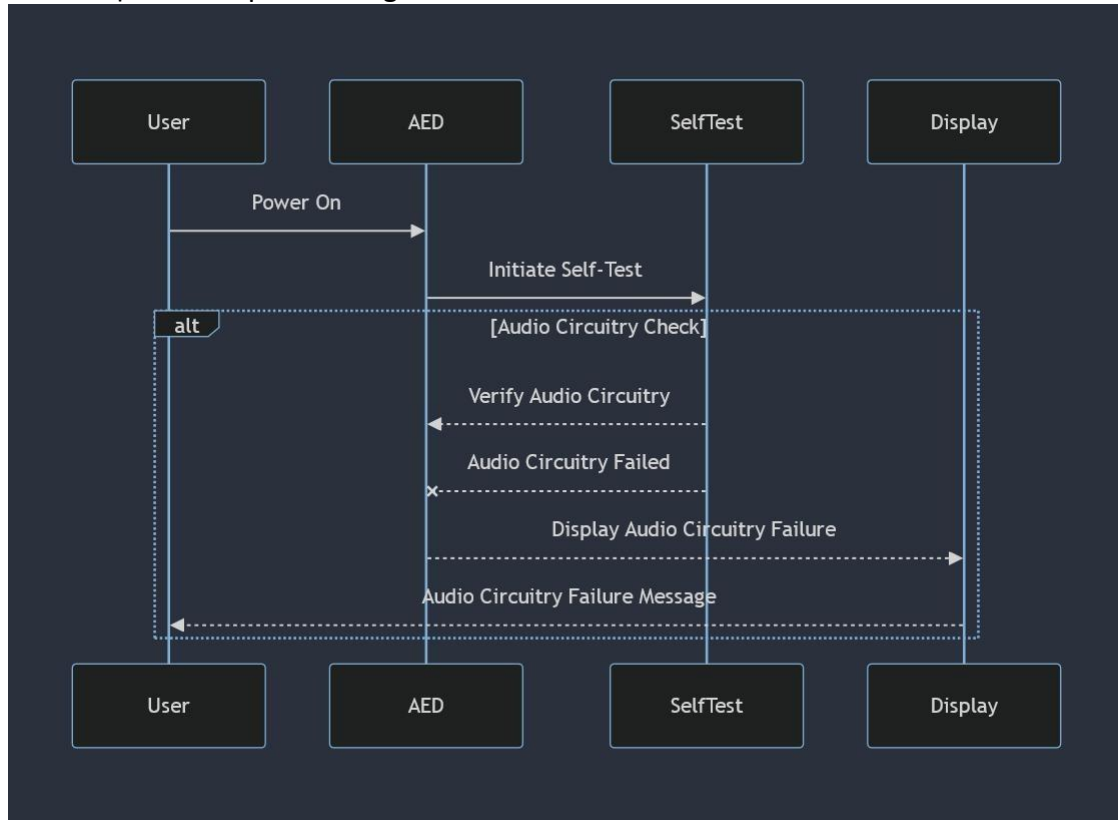 User AED SelfTest Display
Power On
Initiate Self-Test
alt [Audio Circuitry Check]
Verify Audio Circuitry
Audio Circuitry Failed
Display Audio Circuitry Failure
Audio Circuitry Failure Message
User AED SelfTest Display